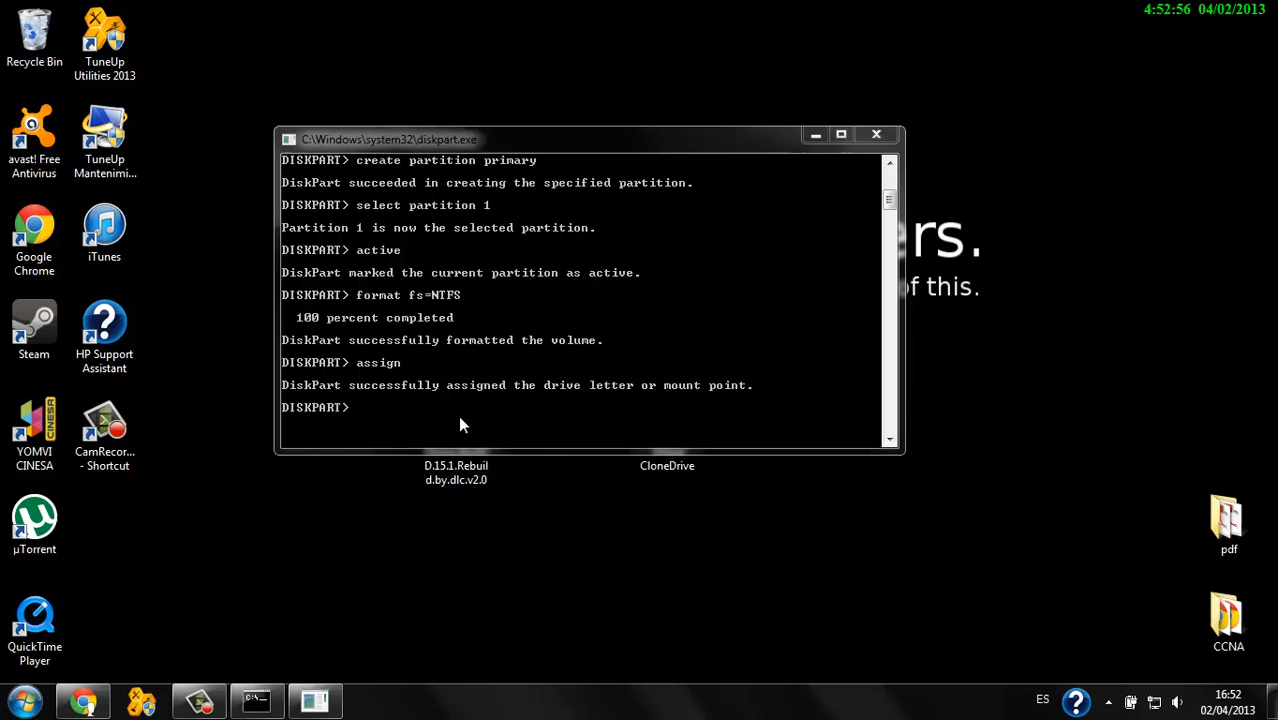 4:52:56 04/02/2013
Recycle Bin
TuneUp
Utilities 2013
avast! Free
Antivirus
TuneUp
Mantenimi...
Google
Chrome
iTunes
Steam
HP Support
Assistant
YOMVI
CINESA
CamRecor...
- Shortcut
µTorrent
QuickTime
Player
C:\Windows\system32\diskpart.exe
DISKPART> create partition primary
DiskPart succeeded in creating the specified partition.
DISKPART> select partition 1
Partition 1 is now the selected partition.
DISKPART> active
DiskPart marked the current partition as active.
DISKPART> format fs=NTFS
100 percent completed
DiskPart successfully formatted the volume.
DISKPART> assign
DiskPart successfully assigned the drive letter or mount point.
DISKPART>
ers.
of this.
D.15.1.Rebuil
d.by.dlc.v2.0
CloneDrive
pdf
CCNA
ES
16:52
02/04/2013